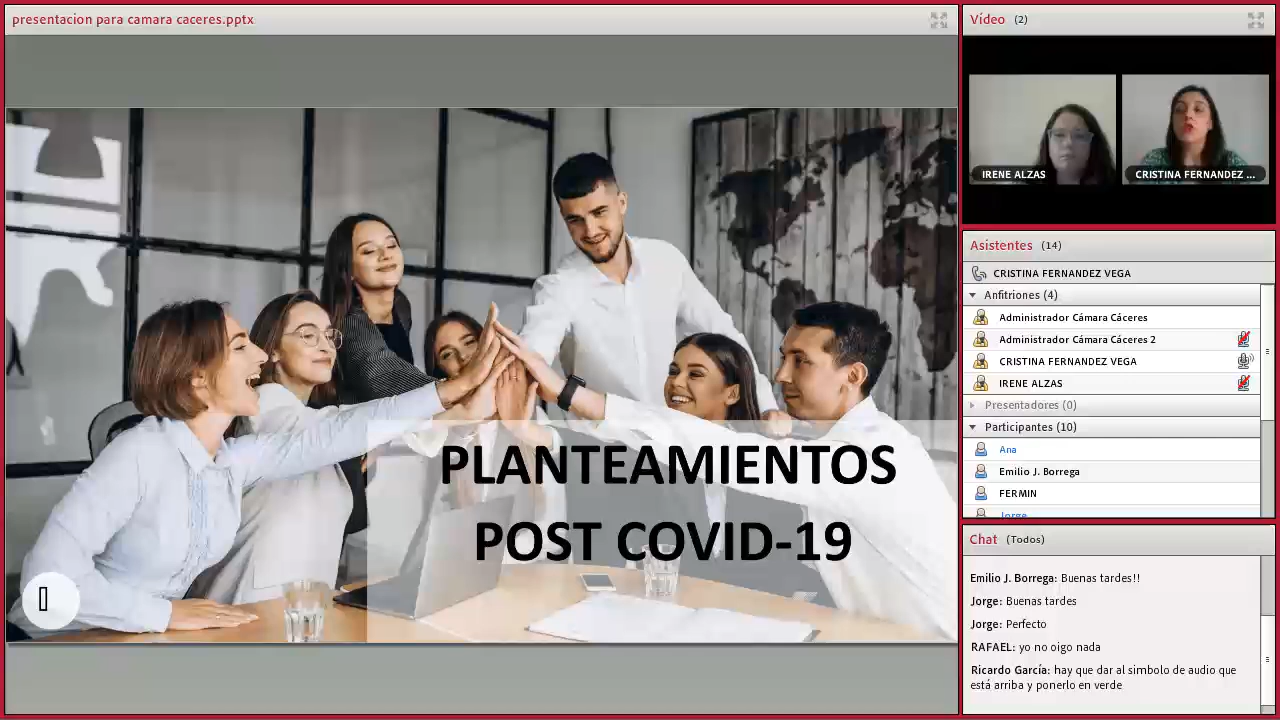 presentacion para camara caceres.pptx
PLANTEAMIENTOS
POST COVID-19
Vídeo (2)
IRENE ALZAS
CRISTINA FERNANDEZ ...
Asistentes (14)
CRISTINA FERNANDEZ VEGA
Anfitriones (4)
Administrador Cámara Cáceres
Administrador Cámara Cáceres 2
CRISTINA FERNANDEZ VEGA
IRENE ALZAS
Presentadores (0)
Participantes (10)
Ana
Emilio J. Borrega
FERMIN
Jorge
Chat (Todos)
Emilio J. Borrega: Buenas tardes!!
Jorge: Buenas tardes
Jorge: Perfecto
RAFAEL: yo no oigo nada
Ricardo García: hay que dar al simbolo de audio que
está arriba y ponerlo en verde